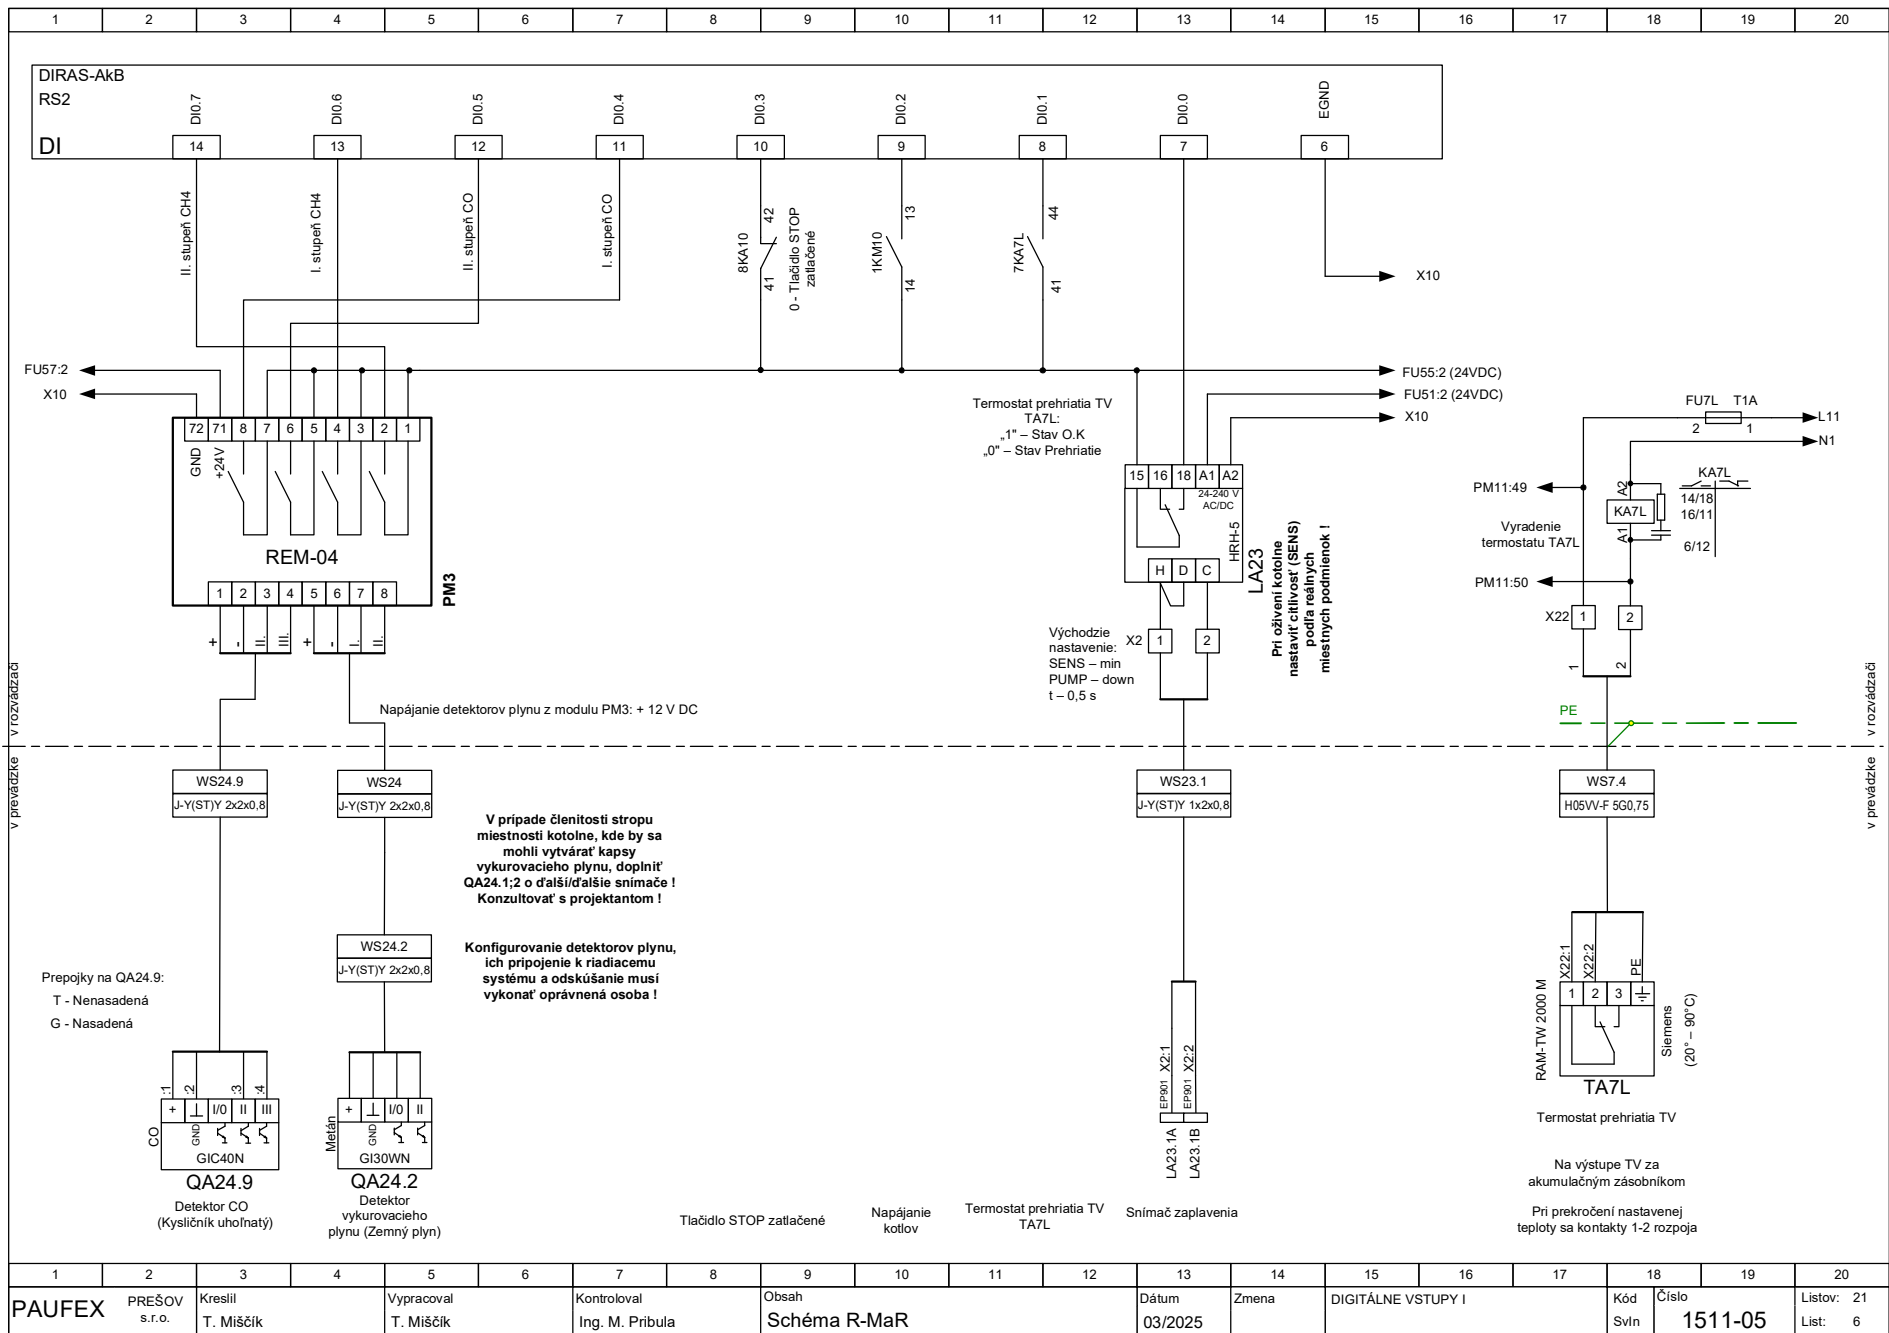 1 2 3 4 5 6 7 8 9 10 11 12 13 14 15 16 17 18 19 20
DIRAS-AkB
RS2
DI
DI0.7
DI0.6
DI0.5
DI0.4
DI0.3
DI0.2
DI0.1
DI0.0
EGND
14 13 12 11 10 9 8 7 6
II. stupeň CH4
I. stupeň CH4
II. stupeň CO
I. stupeň CO
8KA10
42
41
0 - Tlačidlo STOP
zatlačené
1KM10
13
14
7KA7L
44
41
X10
FU57:2
X10
FU55:2 (24VDC)
FU51:2 (24VDC)
X10
72 71 8 7 6 5 4 3 2 1
GND
+24V
REM-04
PM3
1 2 3 4 5 6 7 8
+
-
II.
III.
+
-
I.
II.
Termostat prehriatia TV
TA7L:
„1" – Stav O.K
„0" – Stav Prehriatie
15 16 18 A1 A2
24-240 V
AC/DC
HRH-5
LA23
H D C
Pri oživení kotolne
nastaviť citlivosť (SENS)
podľa reálnych
miestnych podmienok !
Východzie
nastavenie:
SENS – min
PUMP – down
t – 0,5 s
X2 1 2
FU7L T1A
2 1
L11
N1
PM11:49
Vyradenie
termostatu TA7L
PM11:50
A2
KA7L
A1
KA7L
14/18
16/11
6/12
X22 1 2
1
2
PE
v rozvádzači
v prevádzke
v rozvádzači
v prevádzke
Napájanie detektorov plynu z modulu PM3: + 12 V DC
WS24.9
J-Y(ST)Y 2x2x0,8
WS24
J-Y(ST)Y 2x2x0,8
WS23.1
J-Y(ST)Y 1x2x0,8
WS7.4
H05VV-F 5G0,75
V prípade členitosti stropu
miestnosti kotolne, kde by sa
mohli vytvárať kapsy
vykurovacieho plynu, doplniť
QA24.1;2 o ďalší/ďalšie snímače !
Konzultovať s projektantom !
WS24.2
J-Y(ST)Y 2x2x0,8
Konfigurovanie detektorov plynu,
ich pripojenie k riadiacemu
systému a odskúšanie musí
vykonať oprávnená osoba !
Prepojky na QA24.9:
T - Nenasadená
G - Nasadená
:1
:2
:3
:4
+ ⊥ I/0 II III
CO
GND
GIC40N
QA24.9
Detektor CO
(Kysličník uhoľnatý)
+ ⊥ I/0 II
Metán
GND
GI30WN
QA24.2
Detektor
vykurovacieho
plynu (Zemný plyn)
EP901 X2:1
EP901 X2:2
LA23.1A
LA23.1B
X22:1
X22:2
PE
1 2 3
RAM-TW 2000 M
Siemens
(20° – 90°C)
TA7L
Termostat prehriatia TV
Na výstupe TV za
akumulačným zásobníkom
Pri prekročení nastavenej
teploty sa kontakty 1-2 rozpoja
Tlačidlo STOP zatlačené
Napájanie
kotlov
Termostat prehriatia TV
TA7L
Snímač zaplavenia
1 2 3 4 5 6 7 8 9 10 11 12 13 14 15 16 17 18 19 20
PAUFEX
PREŠOV
s.r.o.
Kreslil
T. Miščík
Vypracoval
T. Miščík
Kontroloval
Ing. M. Pribula
Obsah
Schéma R-MaR
Dátum
03/2025
Zmena
DIGITÁLNE VSTUPY I
Kód
Svln
Číslo
1511-05
Listov: 21
List: 6